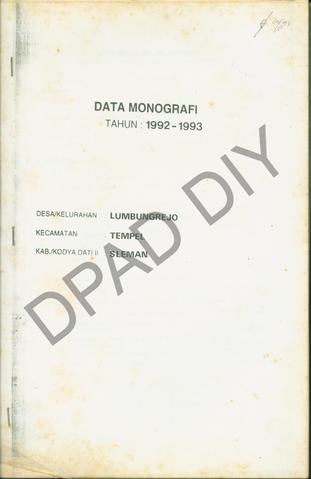 DATA MONOGRAFI
TAHUN : 1992-1993
DESA/KELURAHAN : LUMBUNGREJO
KECAMATAN : TEMPEL
KAB./KODYA DATI II : SLEMAN
DPAD DIY